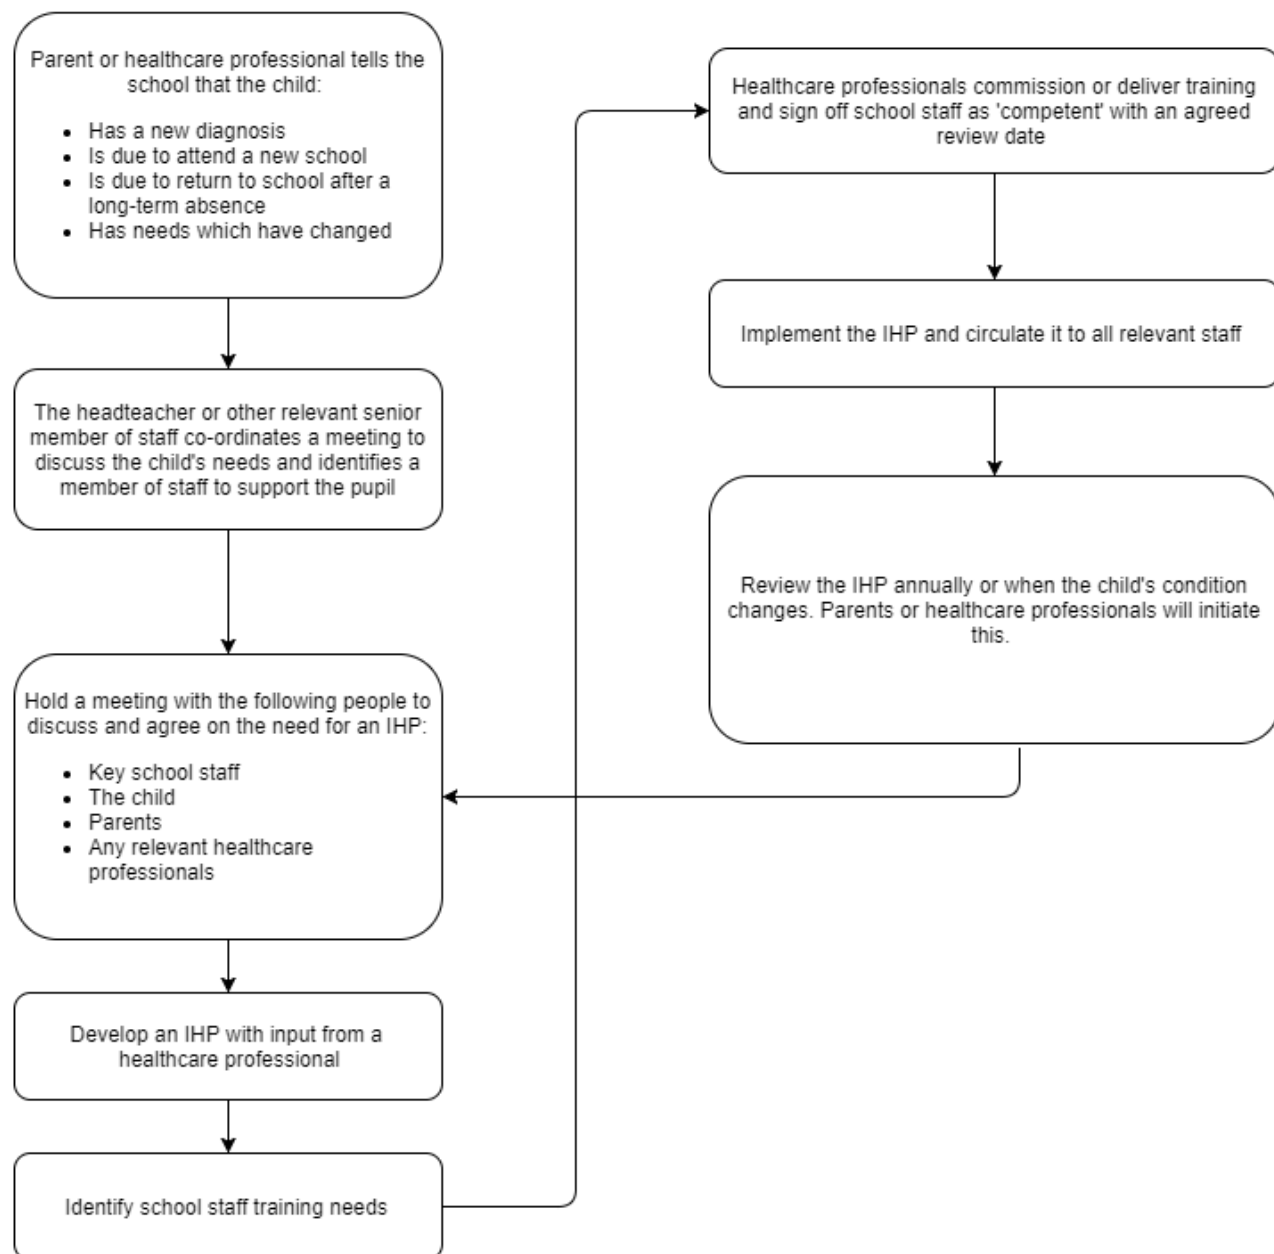 Parent or healthcare professional tells the
school that the child:
• Has a new diagnosis
• Is due to attend a new school
• Is due to return to school after a
long-term absence
• Has needs which have changed
The headteacher or other relevant senior
member of staff co-ordinates a meeting to
discuss the child's needs and identifies a
member of staff to support the pupil
Hold a meeting with the following people to
discuss and agree on the need for an IHP:
• Key school staff
• The child
• Parents
• Any relevant healthcare
professionals
Develop an IHP with input from a
healthcare professional
Identify school staff training needs
Healthcare professionals commission or deliver training
and sign off school staff as 'competent' with an agreed
review date
Implement the IHP and circulate it to all relevant staff
Review the IHP annually or when the child's condition
changes. Parents or healthcare professionals will initiate
this.